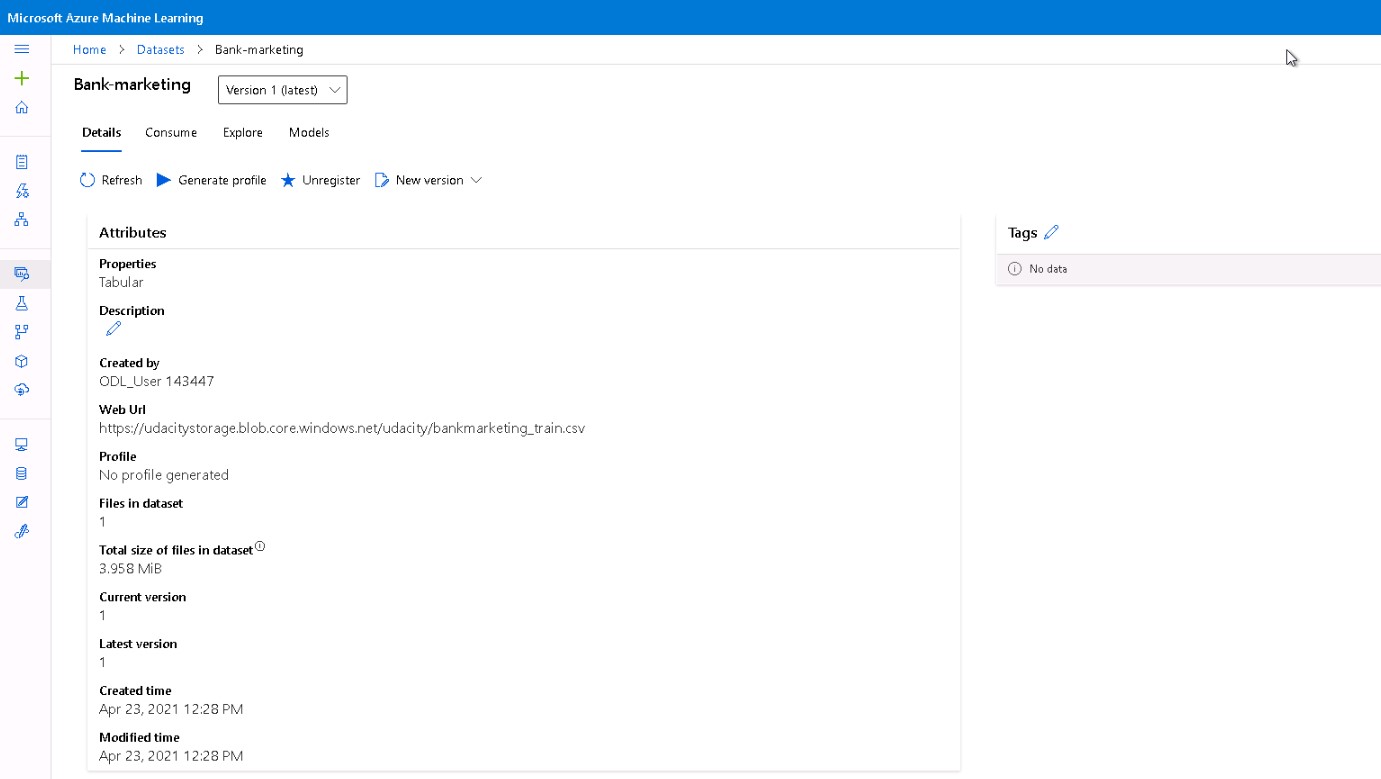 Microsoft Azure Machine Learning
Home > Datasets > Bank-marketing
Bank-marketing
Version 1 (latest)
Details Consume Explore Models
Refresh Generate profile Unregister New version
Attributes
Properties
Tabular
Description
Created by
ODL_User 143447
Web Url
https://udacitystorage.blob.core.windows.net/udacity/bankmarketing_train.csv
Profile
No profile generated
Files in dataset
1
Total size of files in dataset
3.958 MiB
Current version
1
Latest version
1
Created time
Apr 23, 2021 12:28 PM
Modified time
Apr 23, 2021 12:28 PM
Tags
No data